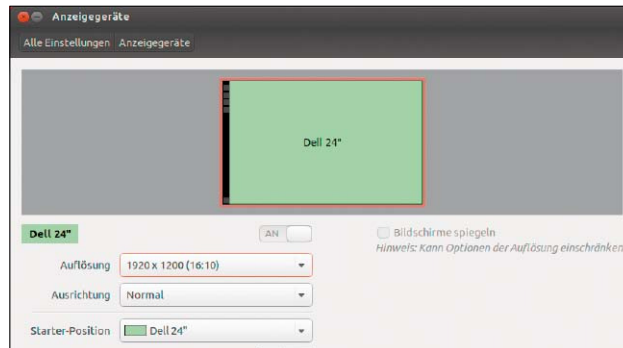 Anzeigegeräte
Alle Einstellungen Anzeigegeräte
Dell 24"
Dell 24" AN Bildschirme spiegeln
Hinweis: Kann Optionen der Auflösung einschränken
Auflösung 1920 x 1200 (16:10)
Ausrichtung Normal
Starter-Position Dell 24"